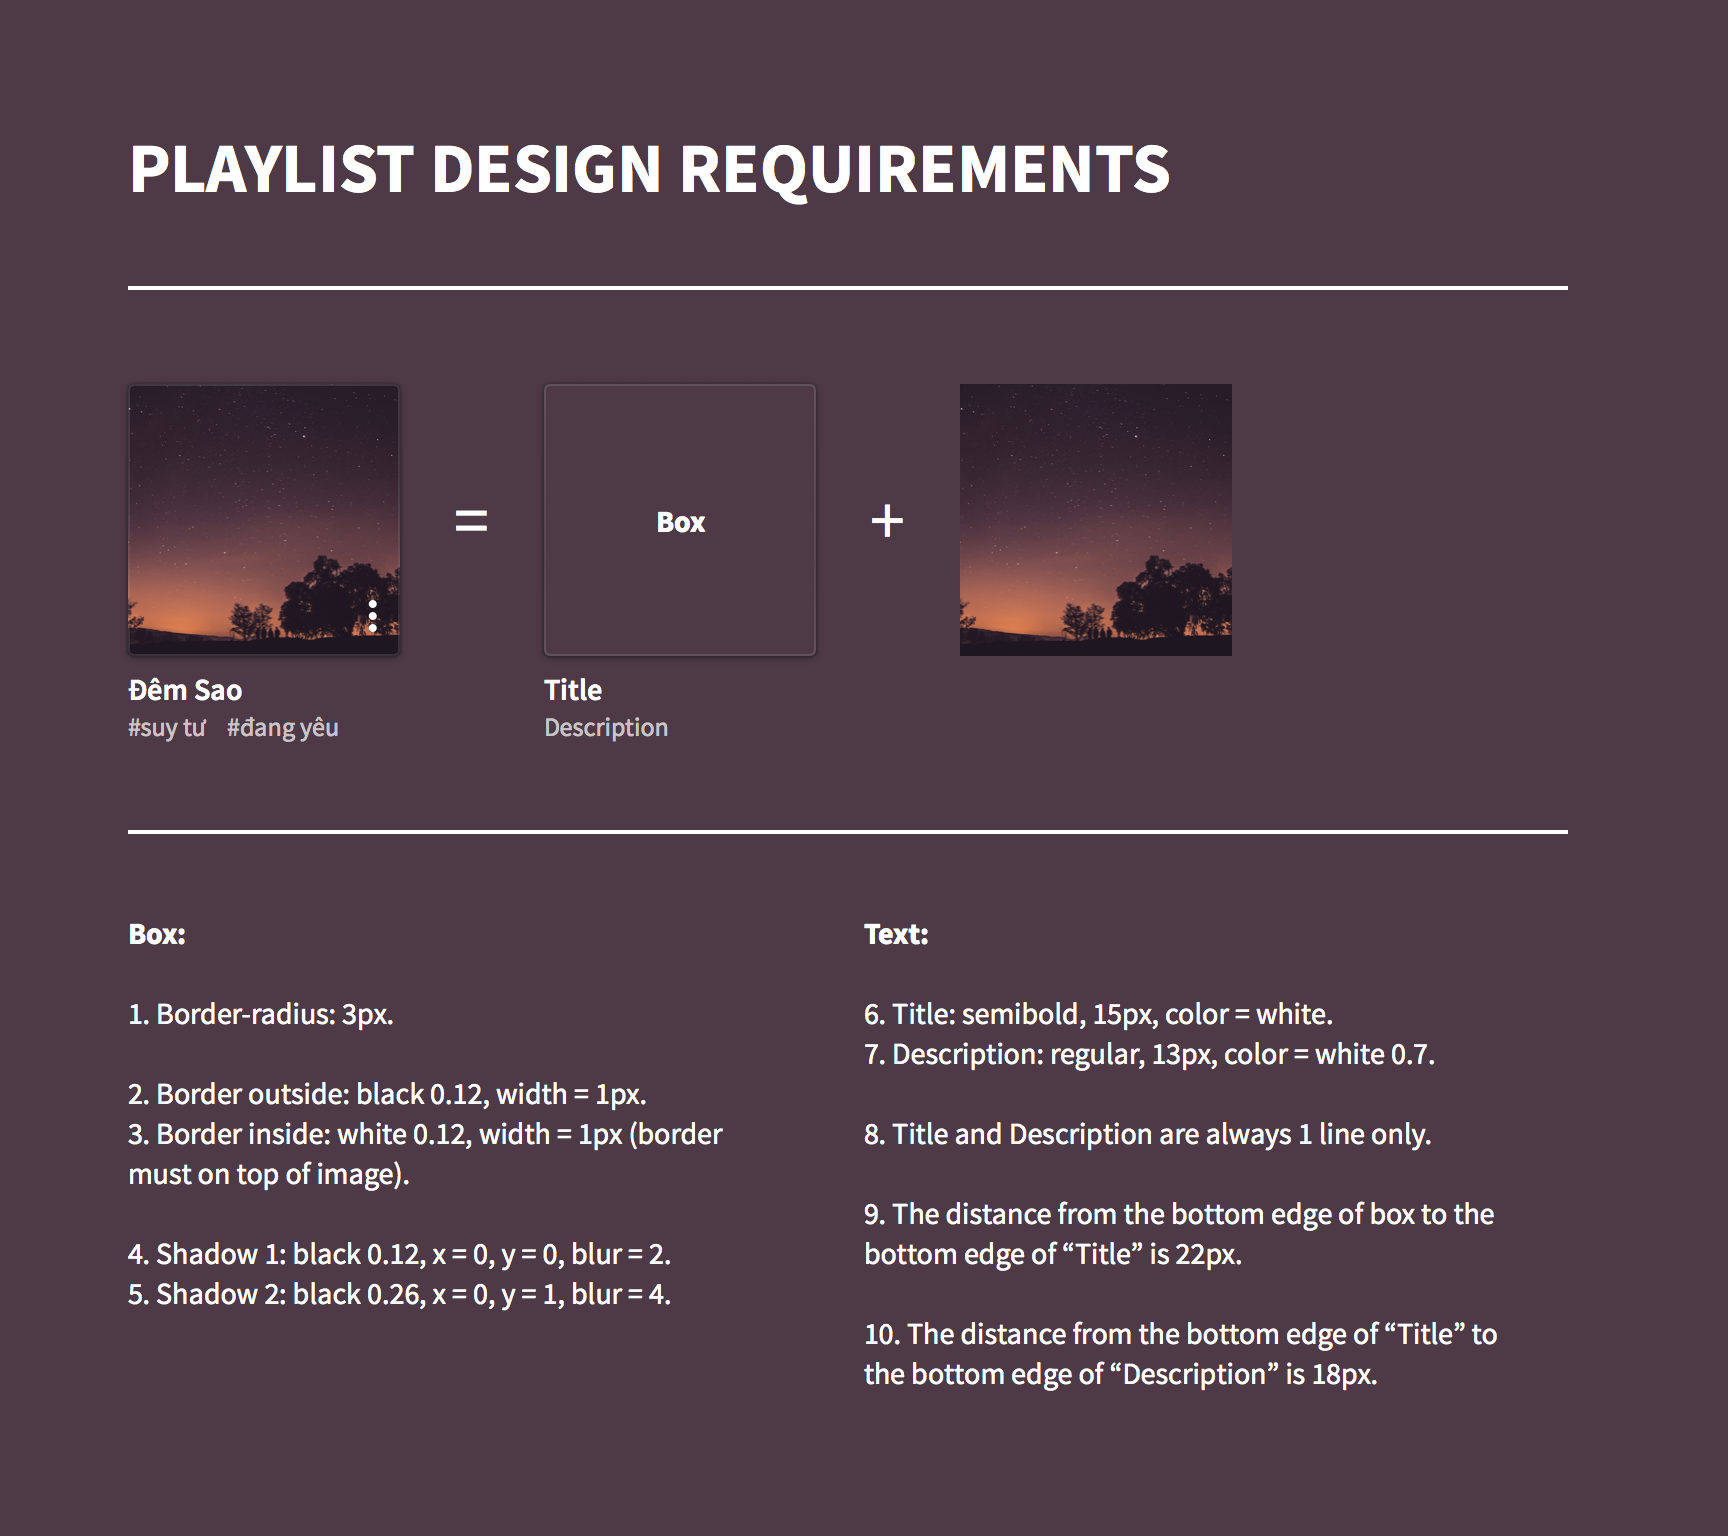 PLAYLIST DESIGN REQUIREMENTS
=
Box
+
Đêm Sao
#suy tư #đang yêu
Title
Description
Box:
1. Border-radius: 3px.
2. Border outside: black 0.12, width = 1px.
3. Border inside: white 0.12, width = 1px (border
must on top of image).
4. Shadow 1: black 0.12, x = 0, y = 0, blur = 2.
5. Shadow 2: black 0.26, x = 0, y = 1, blur = 4.
Text:
6. Title: semibold, 15px, color = white.
7. Description: regular, 13px, color = white 0.7.
8. Title and Description are always 1 line only.
9. The distance from the bottom edge of box to the
bottom edge of “Title” is 22px.
10. The distance from the bottom edge of “Title” to
the bottom edge of “Description” is 18px.